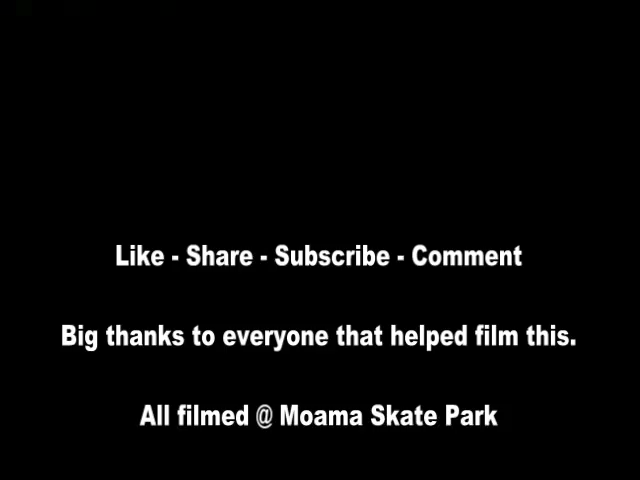 Like - Share - Subscribe - Comment
Big thanks to everyone that helped film this.
All filmed @ Moama Skate Park